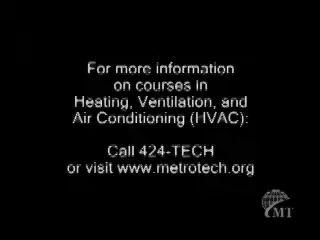 For more information
on courses in
Heating, Ventilation, and
Air Conditioning (HVAC):
Call 424-TECH
or visit www.metrotech.org
MT